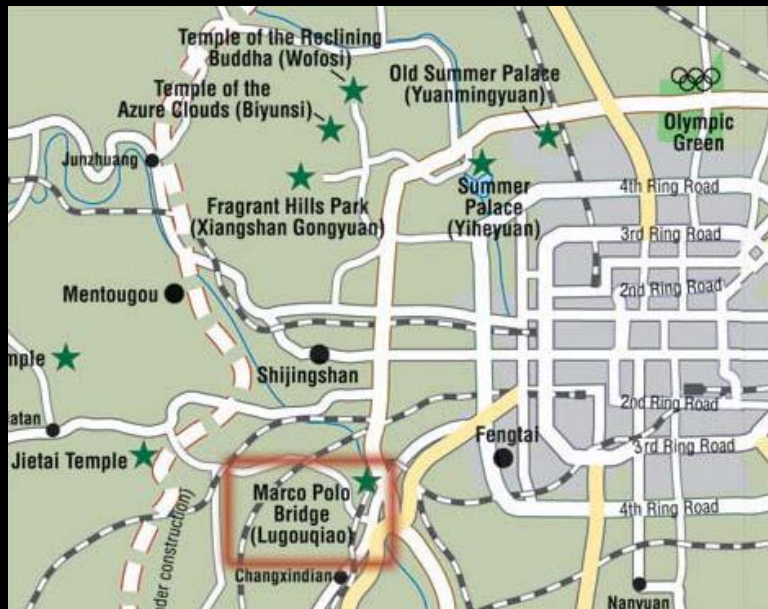 Temple of the Reclining
Buddha (Wofosi)
Temple of the
Azure Clouds (Biyunsi)
Old Summer Palace
(Yuanmingyuan)
Olympic
Green
Junzhuang
Fragrant Hills Park
(Xiangshan Gongyuan)
Summer
Palace
(Yiheyuan)
4th Ring Road
3rd Ring Road
2nd Ring Road
Mentougou
mple
Shijingshan
atan
2nd Ring Road
Jietai Temple
Fengtai
3rd Ring Road
Marco Polo
Bridge
(Lugouqiao)
4th Ring Road
der construction)
Changxindian
Nanyuan